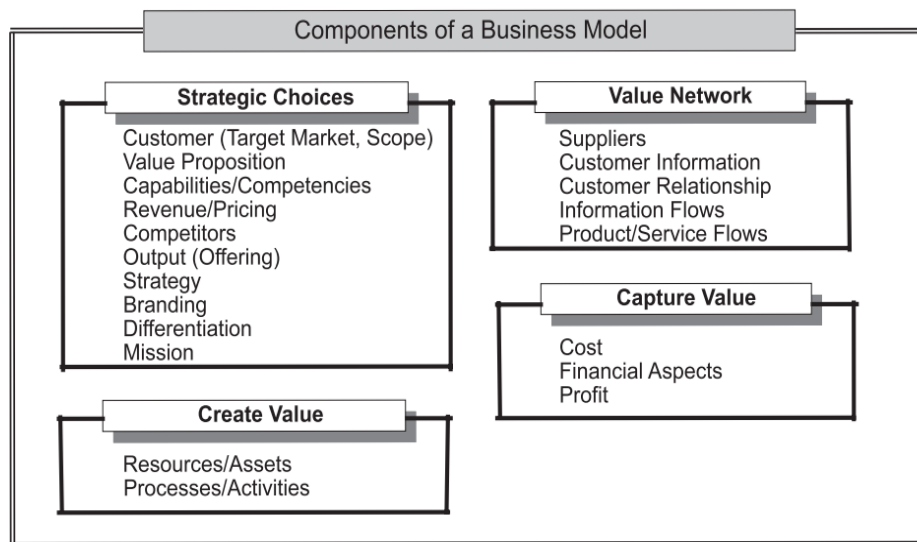 Components of a Business Model
Strategic Choices
Customer (Target Market, Scope)
Value Proposition
Capabilities/Competencies
Revenue/Pricing
Competitors
Output (Offering)
Strategy
Branding
Differentiation
Mission
Create Value
Resources/Assets
Processes/Activities
Value Network
Suppliers
Customer Information
Customer Relationship
Information Flows
Product/Service Flows
Capture Value
Cost
Financial Aspects
Profit